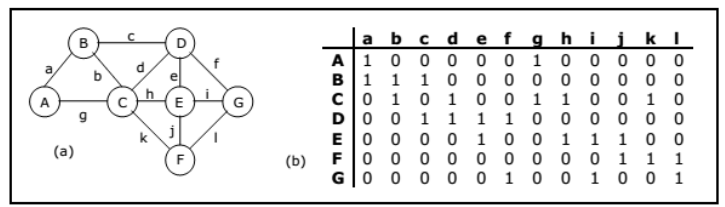 B c D
a b d e f
A g C h E i G
k j l
F
(a)
(b)
a b c d e f g h i j k l
A 1 0 0 0 0 0 1 0 0 0 0 0
B 1 1 1 0 0 0 0 0 0 0 0 0
C 0 1 0 1 0 0 1 1 0 0 1 0
D 0 0 1 1 1 1 0 0 0 0 0 0
E 0 0 0 0 1 0 0 1 1 1 0 0
F 0 0 0 0 0 0 0 0 0 1 1 1
G 0 0 0 0 0 1 0 0 1 0 0 1